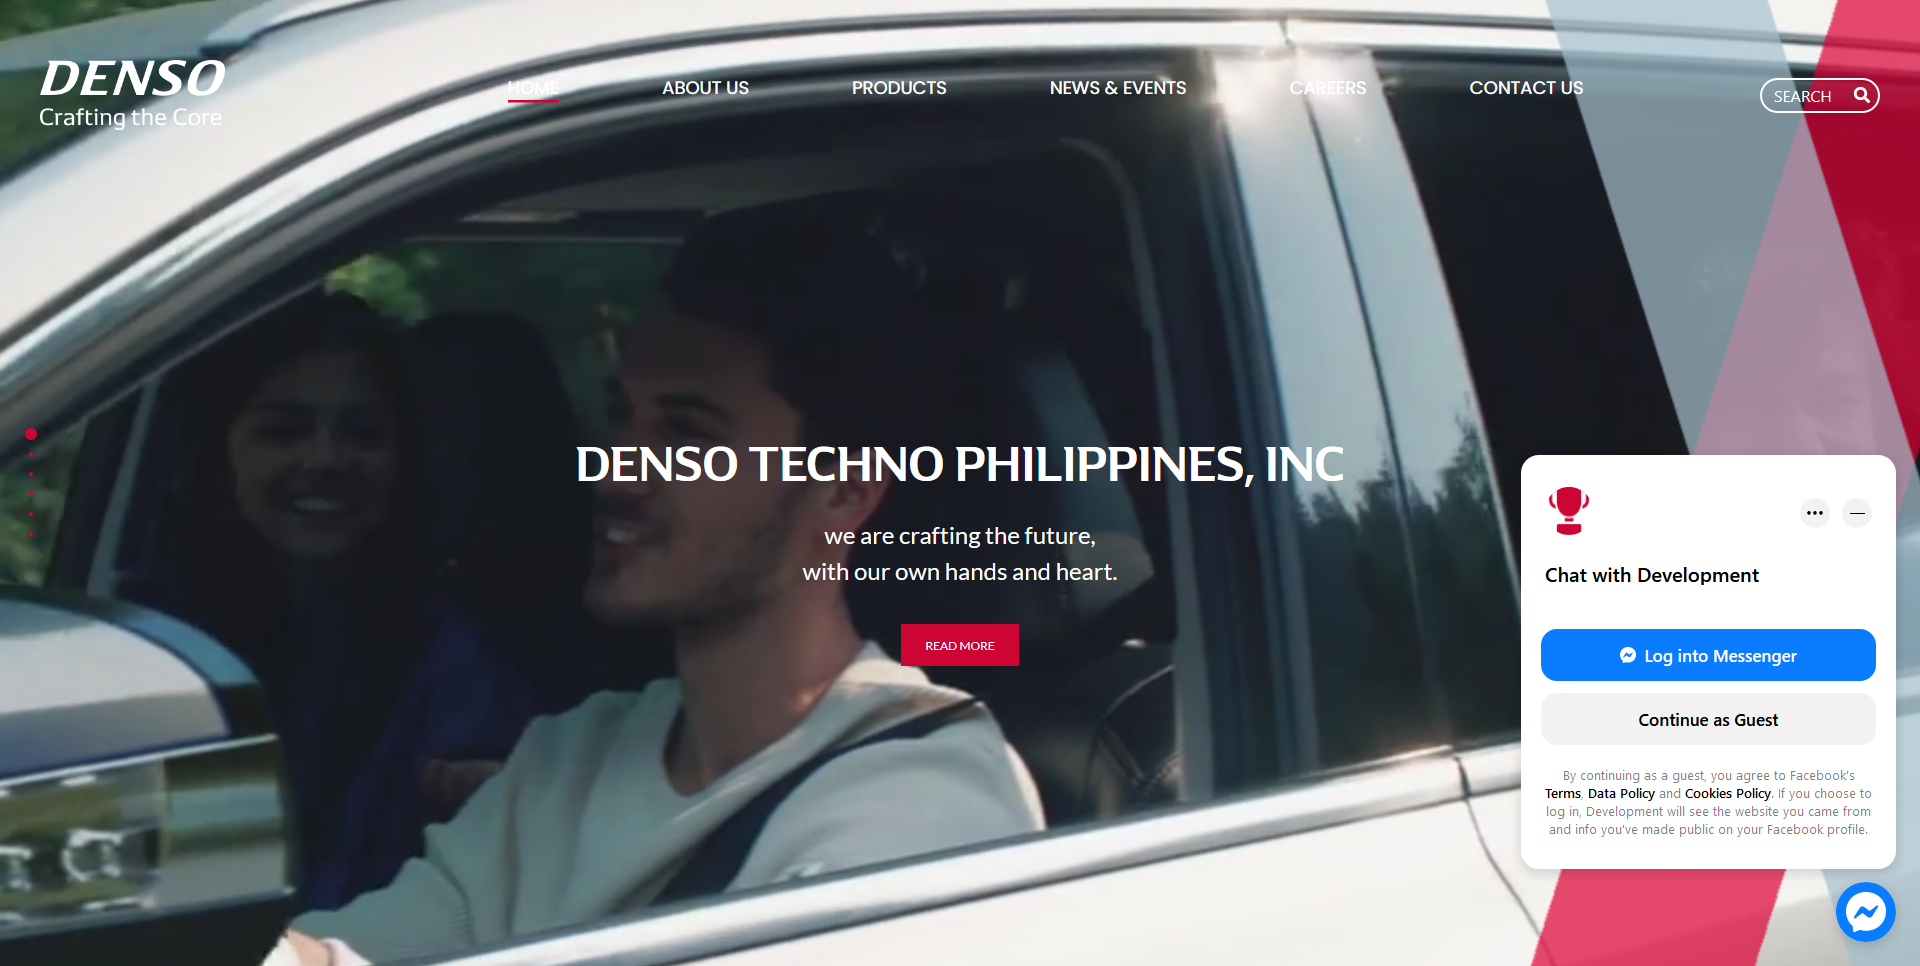 DENSO
Crafting the Core
HOME
ABOUT US
PRODUCTS
NEWS & EVENTS
CAREERS
CONTACT US
SEARCH
DENSO TECHNO PHILIPPINES, INC
we are crafting the future,
with our own hands and heart.
READ MORE
Chat with Development
Log into Messenger
Continue as Guest
By continuing as a guest, you agree to Facebook's
Terms, Data Policy and Cookies Policy. If you choose to
log in, Development will see the website you came from
and info you've made public on your Facebook profile.